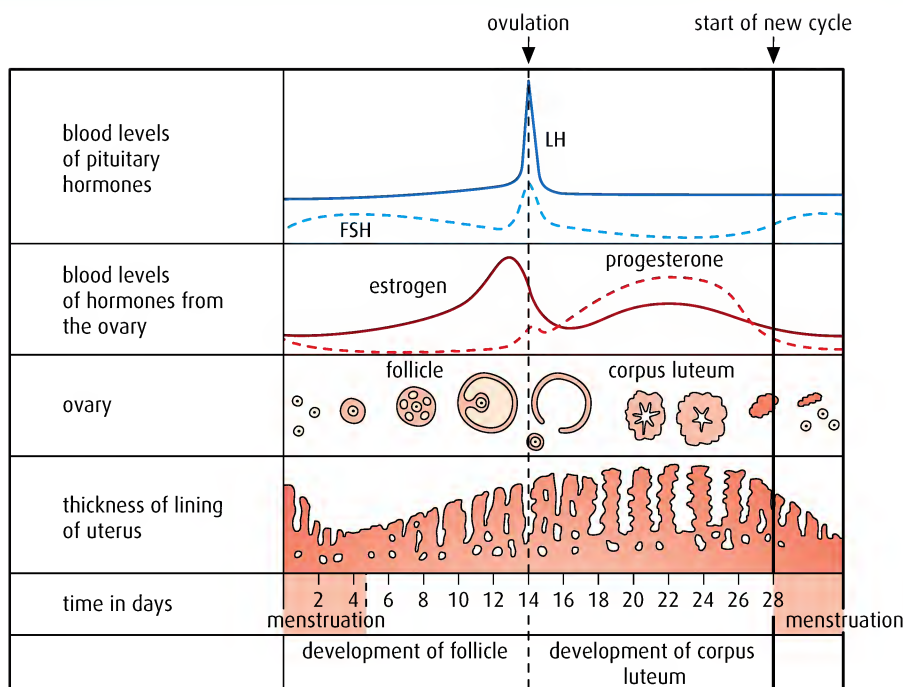 ovulation
start of new cycle
blood levels
of pituitary
hormones
LH
FSH
blood levels
of hormones from
the ovary
estrogen
progesterone
ovary
follicle
corpus luteum
thickness of lining
of uterus
time in days
2 4 6 8 10 12 14 16 18 20 22 24 26 28
menstruation
menstruation
development of follicle
development of corpus
luteum